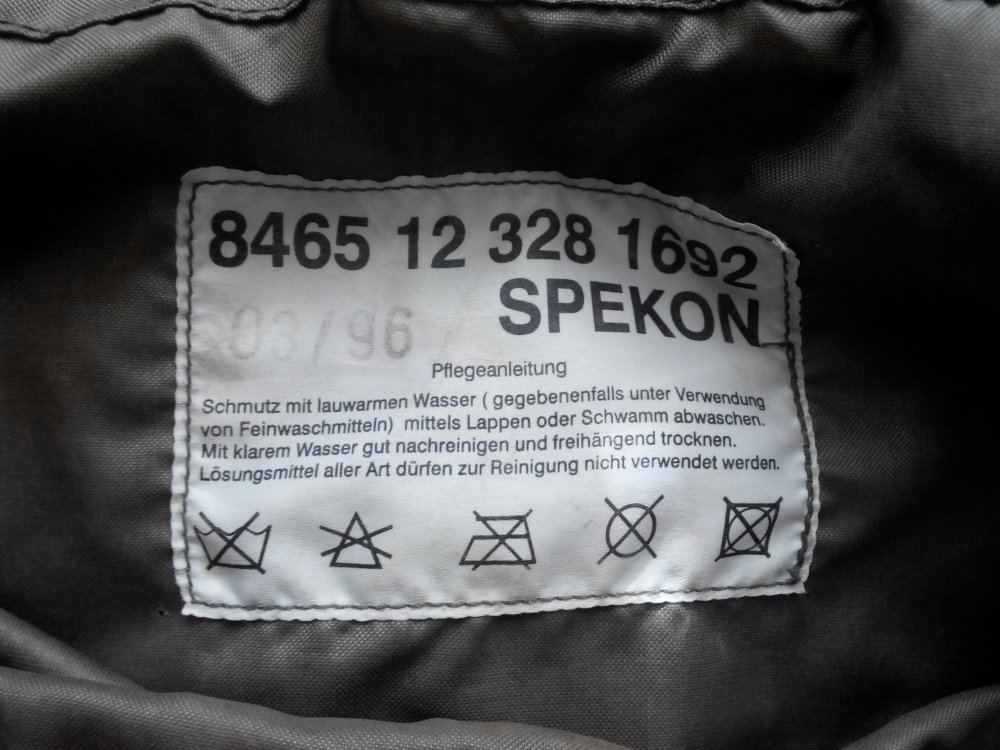 8465 12 328 1692
SPEKON
/96
Pflegeanleitung
Schmutz mit lauwarmen Wasser ( gegebenenfalls unter Verwendung
von Feinwaschmitteln) mittels Lappen oder Schwamm abwaschen.
Mit klarem Wasser gut nachreinigen und freihängend trocknen.
Lösungsmittel aller Art dürfen zur Reinigung nicht verwendet werden.